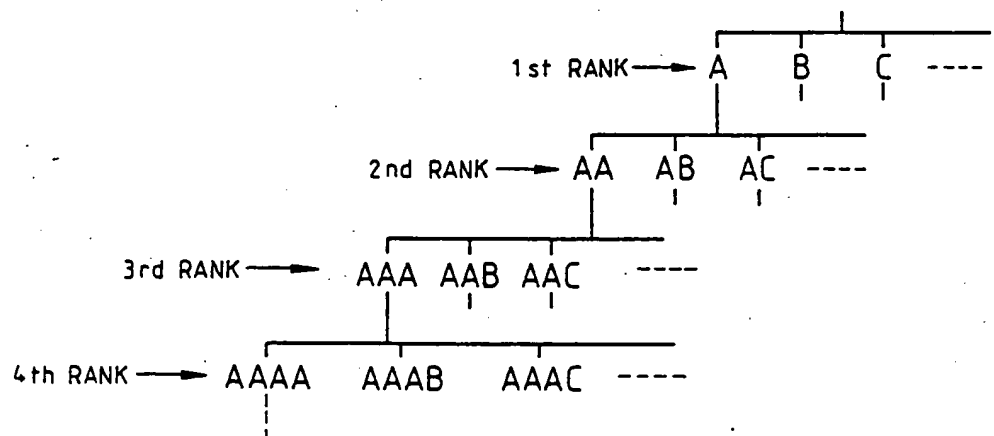 1st RANK A B C ----
2nd RANK AA AB AC ----
3rd RANK AAA AAB AAC ----
4th RANK AAAA AAAB AAAC ----